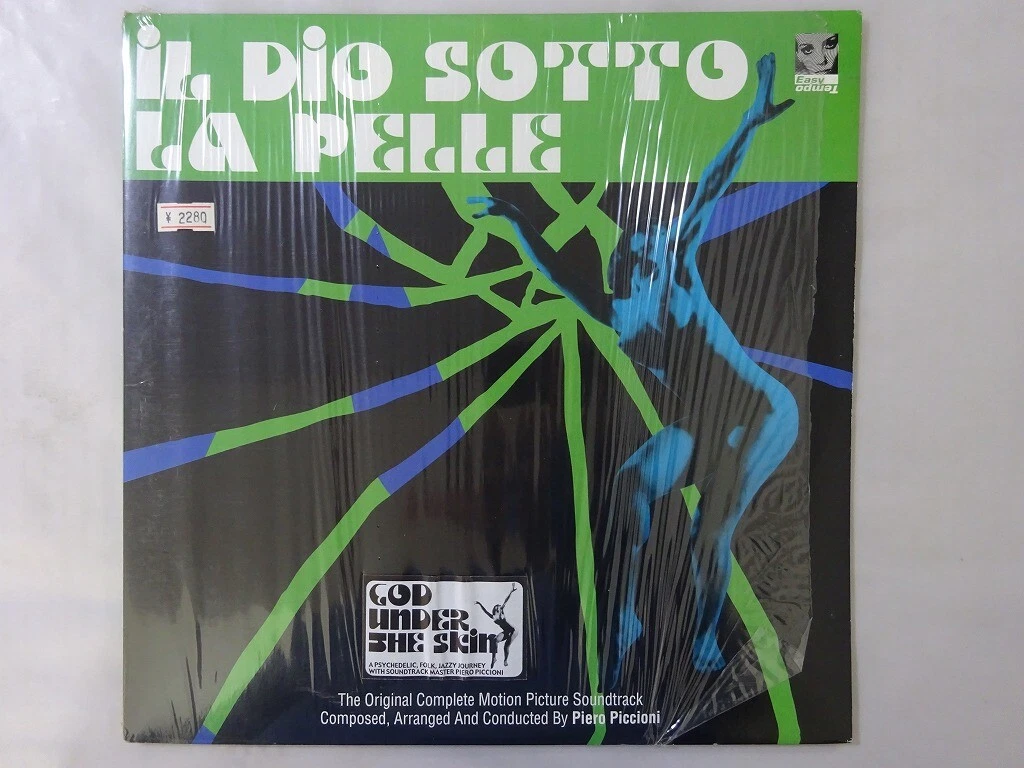 iL Dio SOTTO
LA PELLE
Easy
Tempo
¥ 2280
GOD
UNDER
THE SKin
A PSYCHEDELIC, FOLK, JAZZY JOURNEY
WITH SOUNDTRACK MASTER PIERO PICCIONI
The Original Complete Motion Picture Soundtrack
Composed, Arranged And Conducted By Piero Piccioni